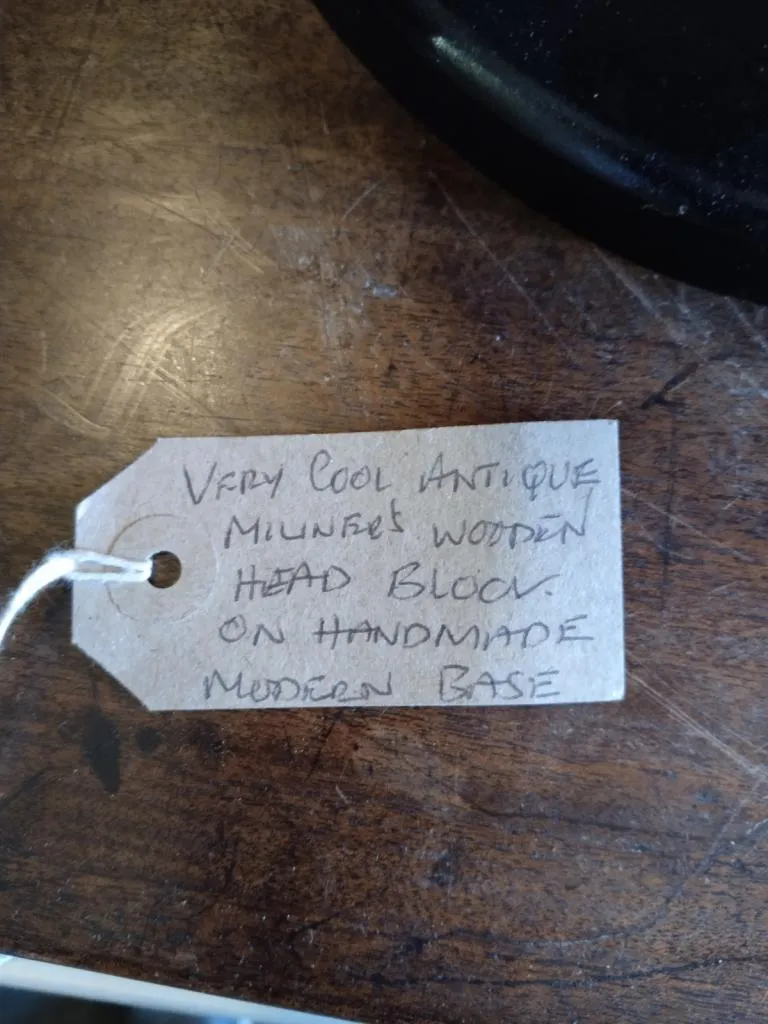 VERY COOL ANTIQUE
MILINER'S WOODEN
HEAD BLOCK.
ON HANDMADE
MODERN BASE